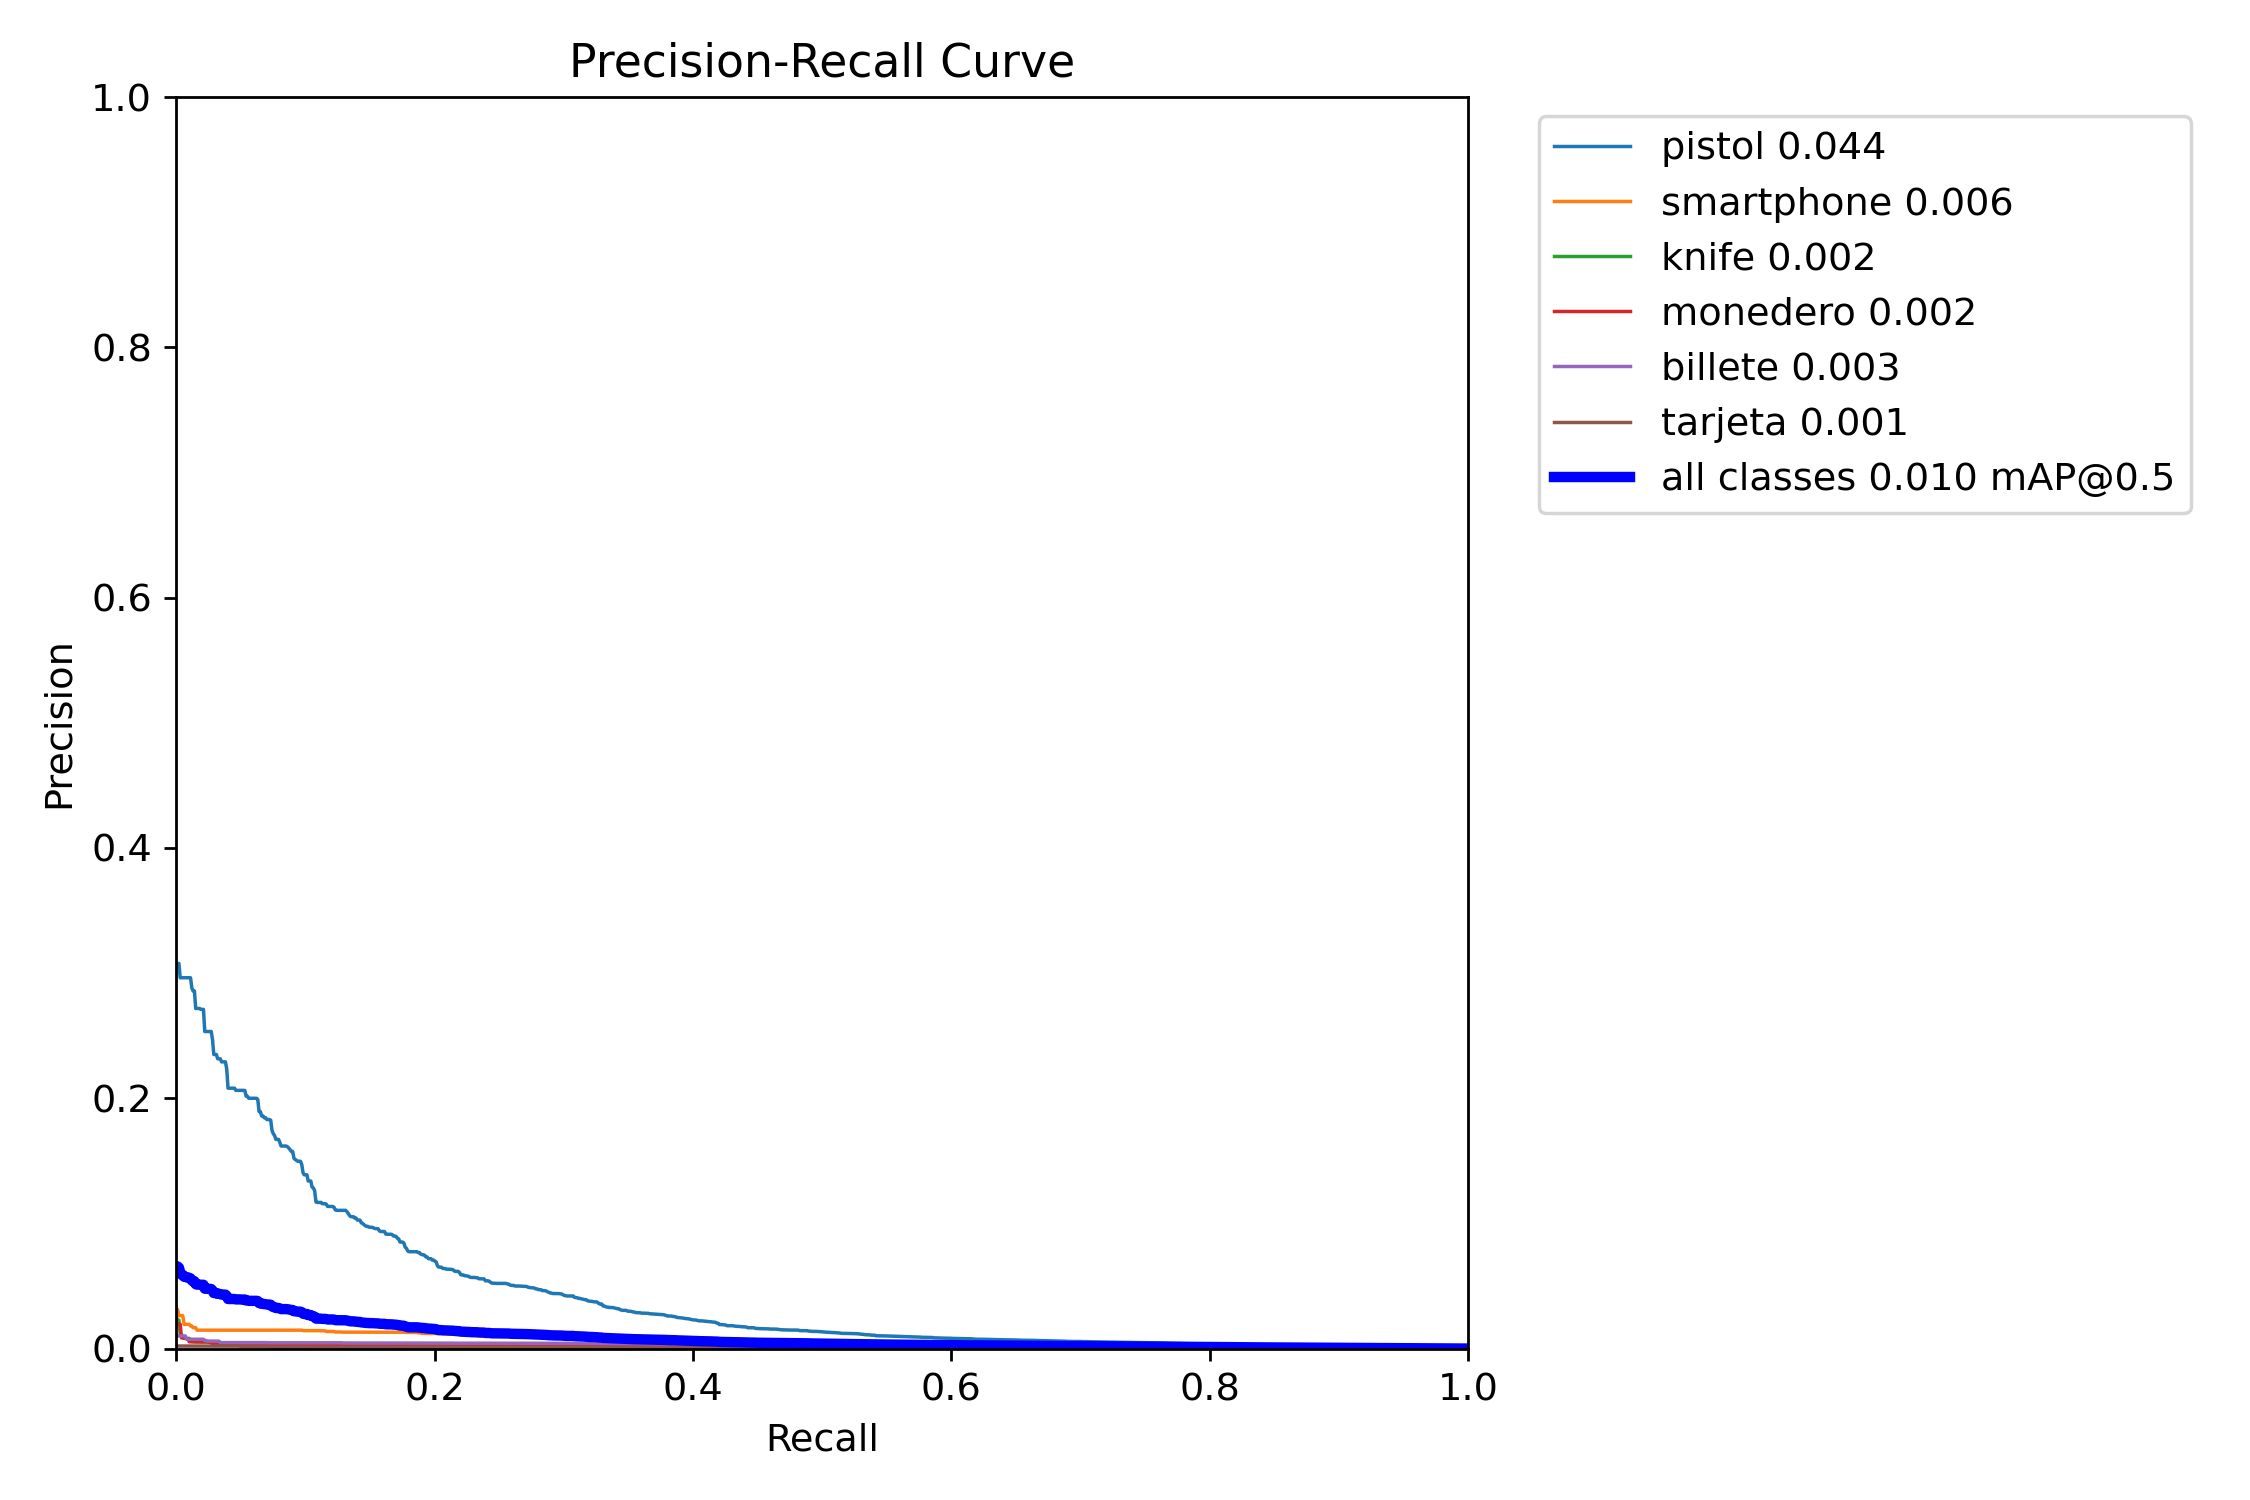 Precision-Recall Curve
1.0
0.8
0.6
0.4
0.2
0.0
Precision
0.0 0.2 0.4 0.6 0.8 1.0
Recall
pistol 0.044
smartphone 0.006
knife 0.002
monedero 0.002
billete 0.003
tarjeta 0.001
all classes 0.010 mAP@0.5